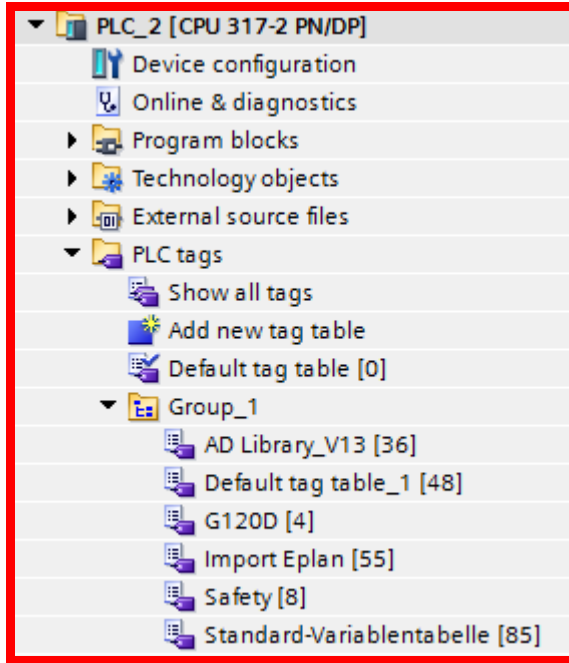 PLC_2 [CPU 317-2 PN/DP]
Device configuration
Online & diagnostics
Program blocks
Technology objects
External source files
PLC tags
Show all tags
Add new tag table
Default tag table [0]
Group_1
AD Library_V13 [36]
Default tag table_1 [48]
G120D [4]
Import Eplan [55]
Safety [8]
Standard-Variablentabelle [85]